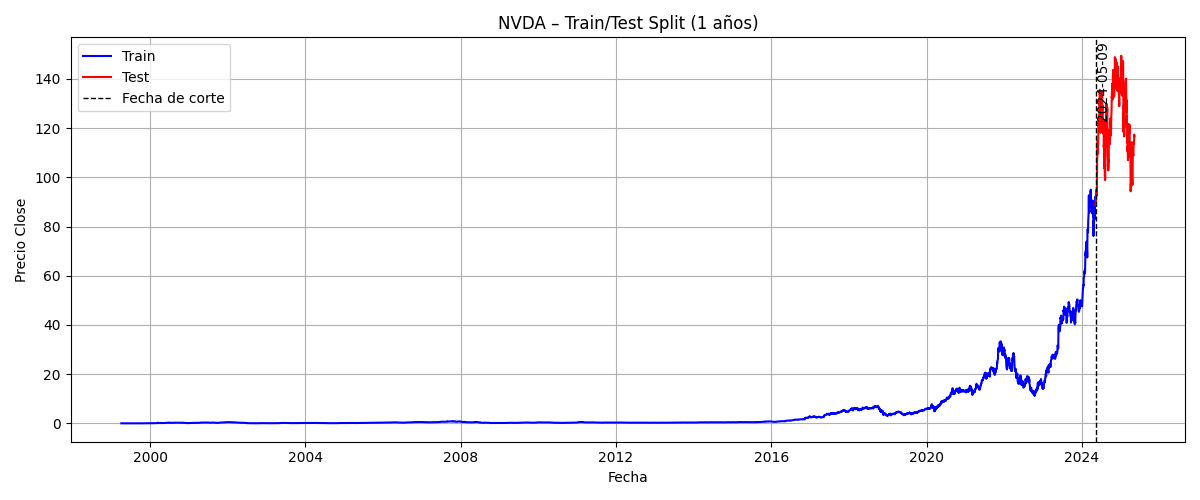 NVDA – Train/Test Split (1 años)
Train
Test
Fecha de corte
2024-05-09
Precio Close
140
120
100
80
60
40
20
0
2000
2004
2008
2012
2016
2020
2024
Fecha